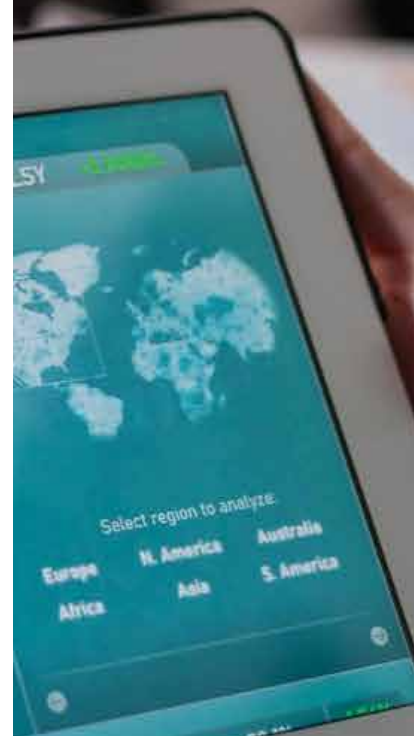 LSY
Select region to analyze
Europe N. America Australia
Africa Asia S. America